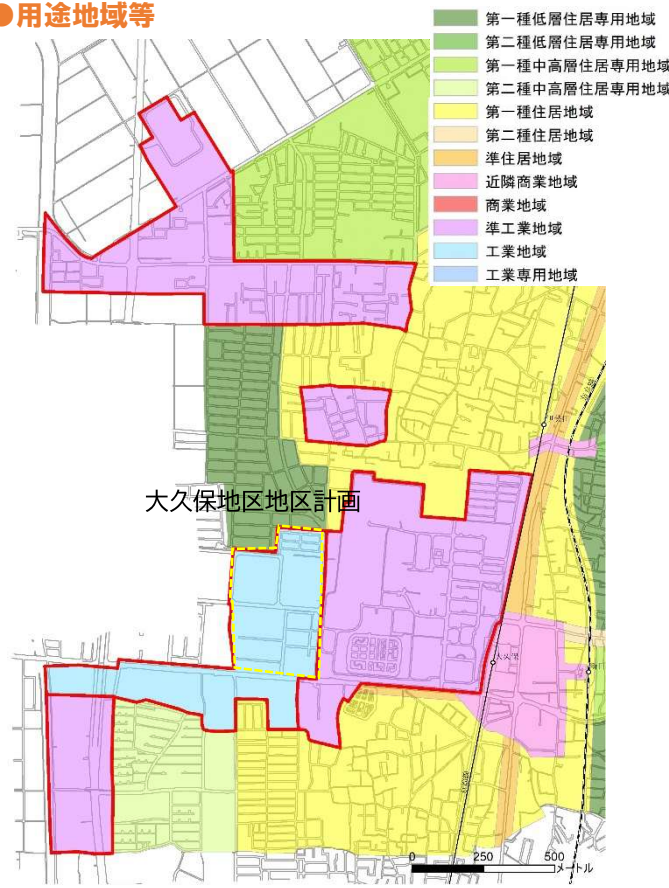 ●用途地域等
第一種低層住居専用地域
第二種低層住居専用地域
第一種中高層住居専用地域
第二種中高層住居専用地域
第一種住居地域
第二種住居地域
準住居地域
近隣商業地域
商業地域
準工業地域
工業地域
工業専用地域
大久保地区地区計画
大久保
0 250 500
メートル